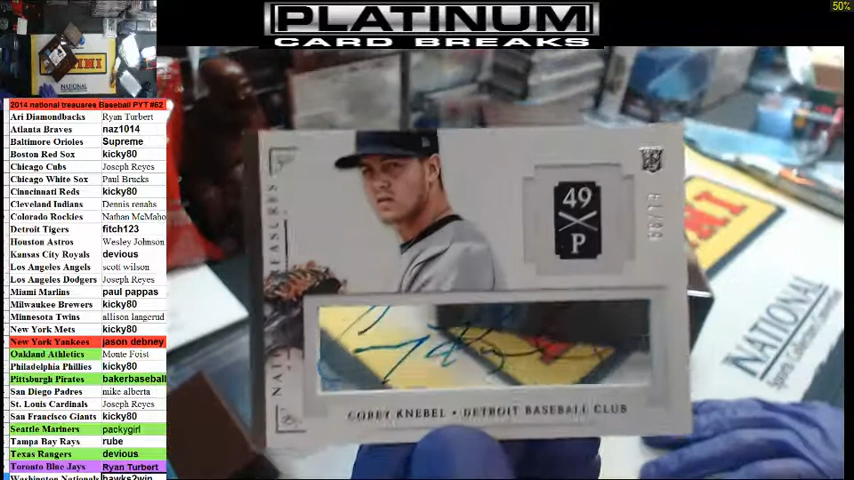 PLATINUM
CARD BREAKS
50%
2014 national treasures Baseball PYT #62
Ari Diamondbacks Ryan Turbert
Atlanta Braves naz1014
Baltimore Orioles Supreme
Boston Red Sox kicky80
Chicago Cubs Joseph Reyes
Chicago White Sox Paul Brucks
Cincinnati Reds kicky80
Cleveland Indians Dennis renahs
Colorado Rockies Nathan McMaho
Detroit Tigers fitch123
Houston Astros Wesley Johnson
Kansas City Royals devious
Los Angeles Angels scott wilson
Los Angeles Dodgers Joseph Reyes
Miami Marlins paul pappas
Milwaukee Brewers kicky80
Minnesota Twins allison langerud
New York Mets kicky80
New York Yankees jason debney
Oakland Athletics Monte Foist
Philadelphia Phillies kicky80
Pittsburgh Pirates bakerbaseball
San Diego Padres mike alberta
St. Louis Cardinals Joseph Reyes
San Francisco Giants kicky80
Seattle Mariners packygirl
Tampa Bay Rays rube
Texas Rangers devious
Toronto Blue Jays Ryan Turbert
Washington Nationals hawks2win
49
P
COREY KNEBEL • DETROIT BASEBALL CLUB
NATIONAL